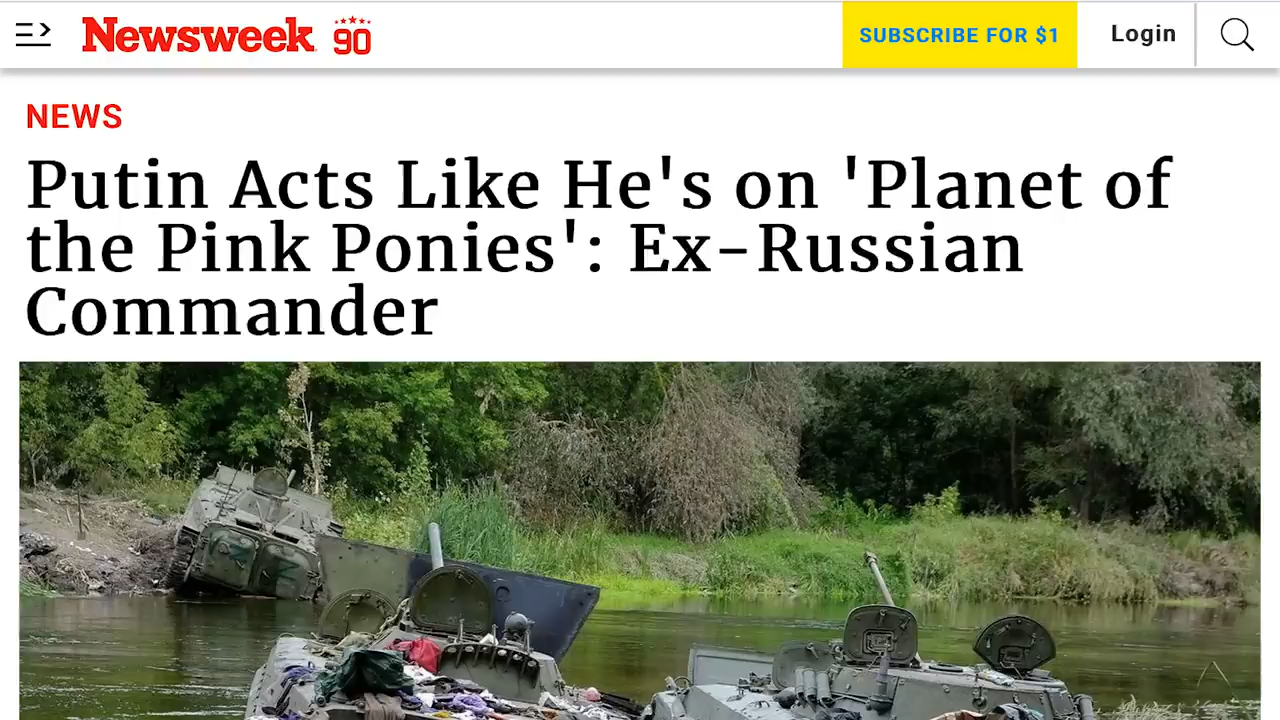 Newsweek 90
SUBSCRIBE FOR $1
Login
NEWS
Putin Acts Like He's on 'Planet of
the Pink Ponies': Ex-Russian
Commander